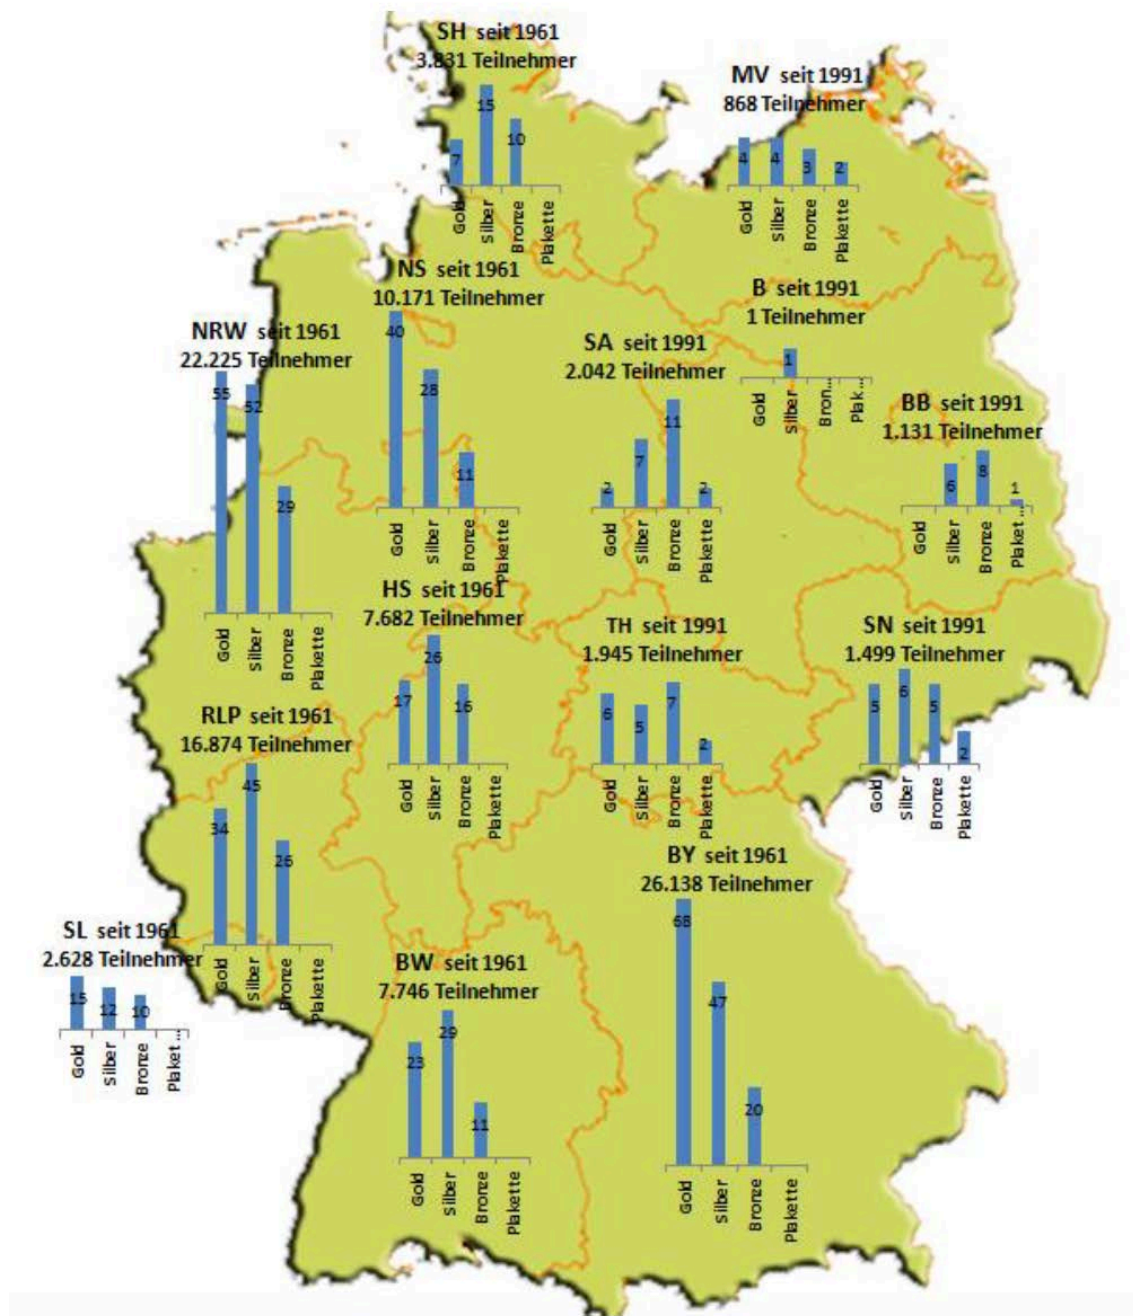 SH seit 1961
3.831 Teilnehmer
7 15 10
Gold Silber Bronze Plakette
MV seit 1991
868 Teilnehmer
4 4 3 2
Gold Silber Bronze Plakette
NS seit 1961
10.171 Teilnehmer
40 28 11
Gold Silber Bronze Plakette
B seit 1991
1 Teilnehmer
1
Gold Silber Bron... Plak...
NRW seit 1961
22.225 Teilnehmer
55 52 29
Gold Silber Bronze Plakette
SA seit 1991
2.042 Teilnehmer
2 7 11 2
Gold Silber Bronze Plakette
BB seit 1991
1.131 Teilnehmer
6 8 1
Gold Silber Bronze Plaket...
HS seit 1961
7.682 Teilnehmer
17 26 16
Gold Silber Bronze Plakette
TH seit 1991
1.945 Teilnehmer
6 5 7 2
Gold Silber Bronze Plakette
SN seit 1991
1.499 Teilnehmer
5 6 5 2
Gold Silber Bronze Plakette
RLP seit 1961
16.874 Teilnehmer
34 45 26
Gold Silber Bronze Plakette
BY seit 1961
26.138 Teilnehmer
68 47 20
Gold Silber Bronze Plakette
SL seit 1961
2.628 Teilnehmer
15 12 10
Gold Silber Bronze Plaket...
BW seit 1961
7.746 Teilnehmer
23 29 11
Gold Silber Bronze Plakette